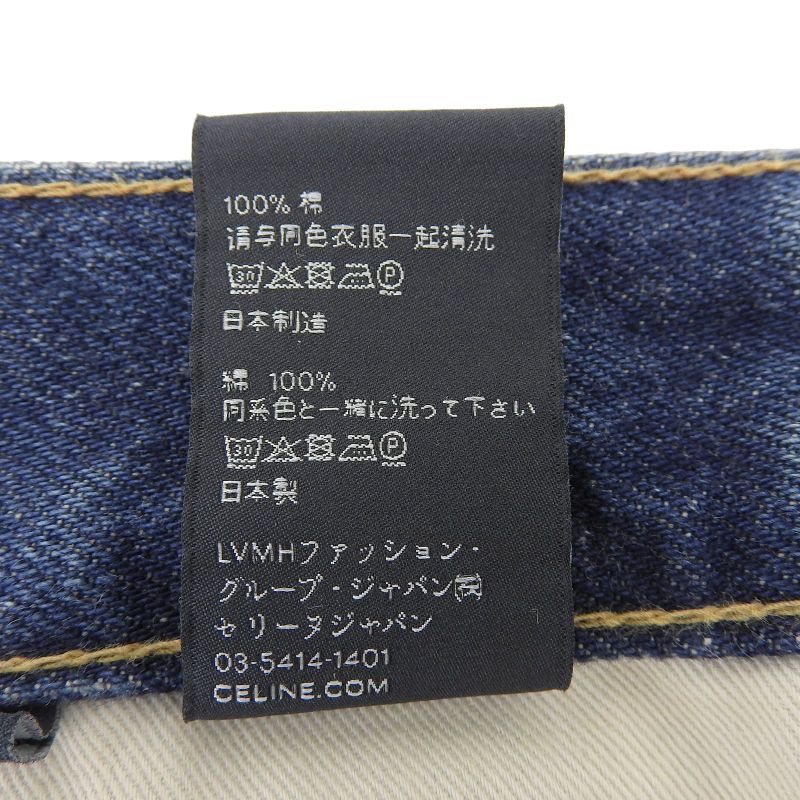 100% 棉
请与同色衣服一起清洗
30 P
日本制造
綿 100%
同系色と一緒に洗って下さい
30 P
日本製
LVMHファッション・
グループ・ジャパン㈱
セリーヌジャパン
03-5414-1401
CELINE.COM